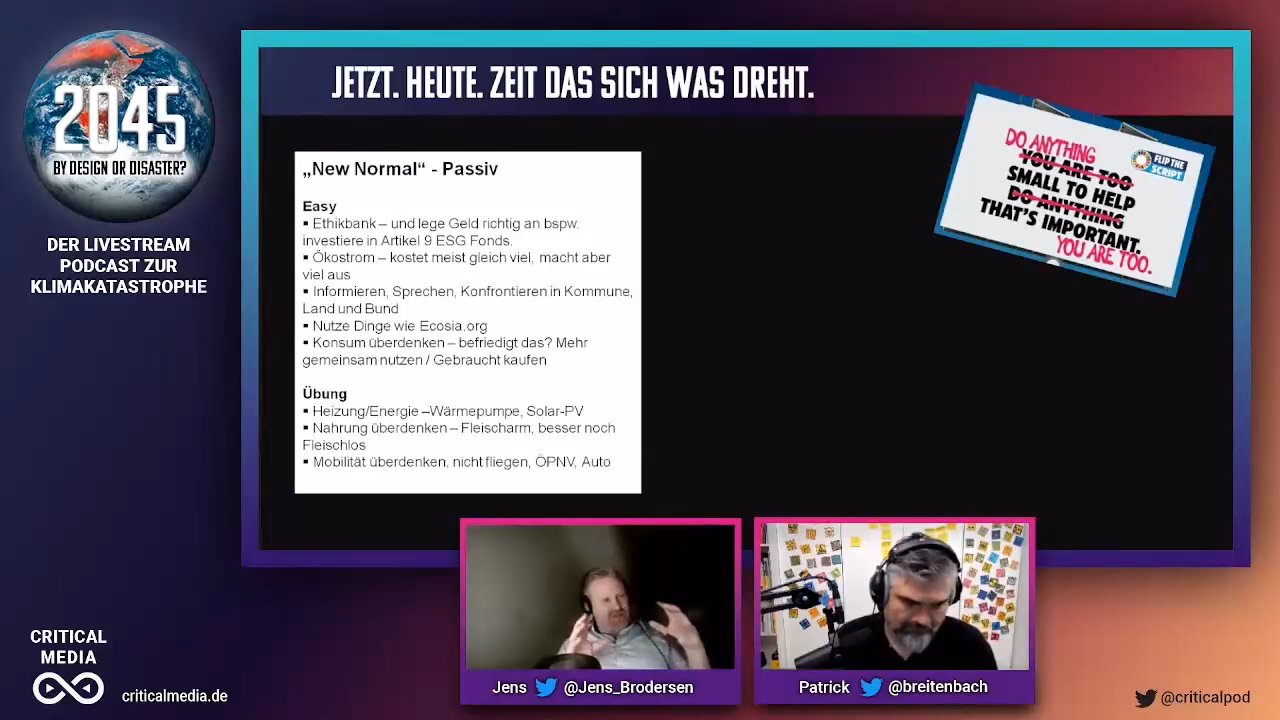 2045
BY DESIGN OR DISASTER?
DER LIVESTREAM
PODCAST ZUR
KLIMAKATASTROPHE
JETZT. HEUTE. ZEIT DAS SICH WAS DREHT.
„New Normal“ - Passiv
Easy
▪ Ethikbank – und lege Geld richtig an bspw.
investiere in Artikel 9 ESG Fonds.
▪ Ökostrom – kostet meist gleich viel, macht aber
viel aus
▪ Informieren, Sprechen, Konfrontieren in Kommune,
Land und Bund
▪ Nutze Dinge wie Ecosia.org
▪ Konsum überdenken – befriedigt das? Mehr
gemeinsam nutzen / Gebraucht kaufen
Übung
▪ Heizung/Energie –Wärmepumpe, Solar-PV
▪ Nahrung überdenken – Fleischarm, besser noch
Fleischlos
▪ Mobilität überdenken, nicht fliegen, ÖPNV, Auto
DO ANYTHING
YOU ARE TOO
SMALL TO HELP
DO ANYTHING
THAT'S IMPORTANT.
YOU ARE TOO.
FLIP THE
SCRIPT
Jens @Jens_Brodersen
Patrick @breitenbach
CRITICAL
MEDIA
criticalmedia.de
@criticalpod